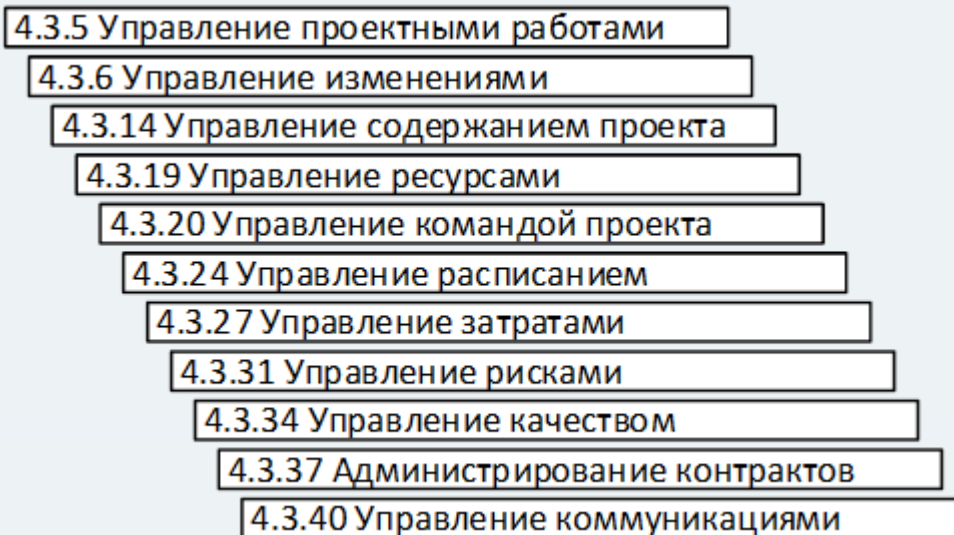 4.3.5 Управление проектными работами
4.3.6 Управление изменениями
4.3.14 Управление содержанием проекта
4.3.19 Управление ресурсами
4.3.20 Управление командой проекта
4.3.24 Управление расписанием
4.3.27 Управление затратами
4.3.31 Управление рисками
4.3.34 Управление качеством
4.3.37 Администрирование контрактов
4.3.40 Управление коммуникациями